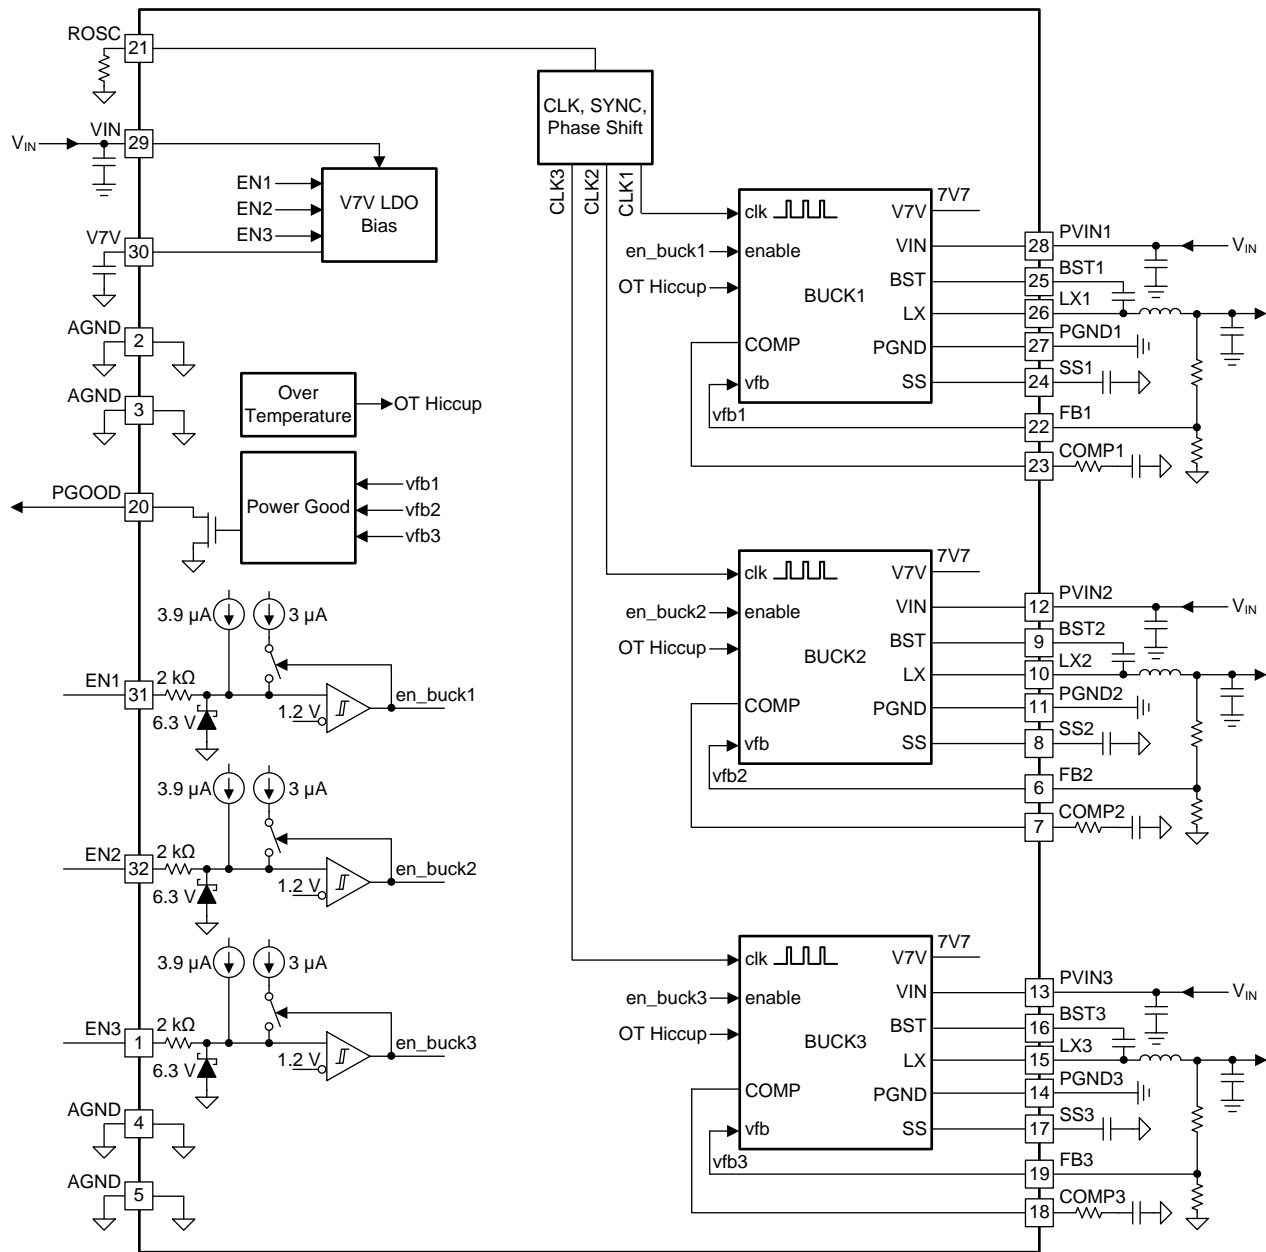 ROSC
21
CLK, SYNC,
Phase Shift
VIN
VIN
29
EN1
EN2
EN3
V7V LDO
Bias
V7V
30
CLK3
CLK2
CLK1
AGND
2
AGND
3
Over
Temperature
OT Hiccup
PGOOD
20
Power Good
vfb1
vfb2
vfb3
3.9 µA
3 µA
EN1
31
2 kΩ
6.3 V
1.2 V
en_buck1
3.9 µA
3 µA
EN2
32
2 kΩ
6.3 V
1.2 V
en_buck2
3.9 µA
3 µA
EN3
1
2 kΩ
6.3 V
1.2 V
en_buck3
AGND
4
AGND
5
clk
V7V
7V7
en_buck1
enable
VIN
28
PVIN1
VIN
OT Hiccup
BUCK1
BST
25
BST1
LX
26
LX1
COMP
PGND
27
PGND1
vfb
SS
24
SS1
vfb1
22
FB1
23
COMP1
clk
V7V
7V7
en_buck2
enable
VIN
12
PVIN2
VIN
OT Hiccup
BUCK2
BST
9
BST2
LX
10
LX2
COMP
PGND
11
PGND2
vfb
SS
8
SS2
vfb2
6
FB2
7
COMP2
clk
V7V
7V7
en_buck3
enable
VIN
13
PVIN3
VIN
OT Hiccup
BUCK3
BST
16
BST3
LX
15
LX3
COMP
PGND
14
PGND3
vfb
SS
17
SS3
vfb3
19
FB3
18
COMP3